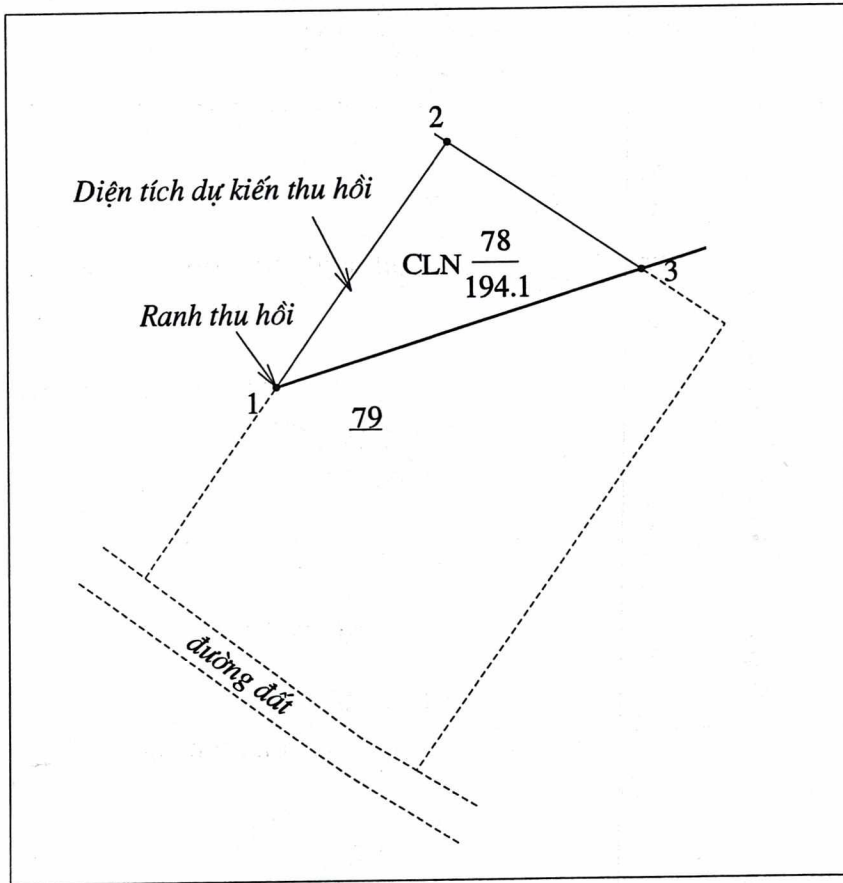 2
Diện tích dự kiến thu hồi
CLN 78
194.1
3
Ranh thu hồi
1
79
đường đất